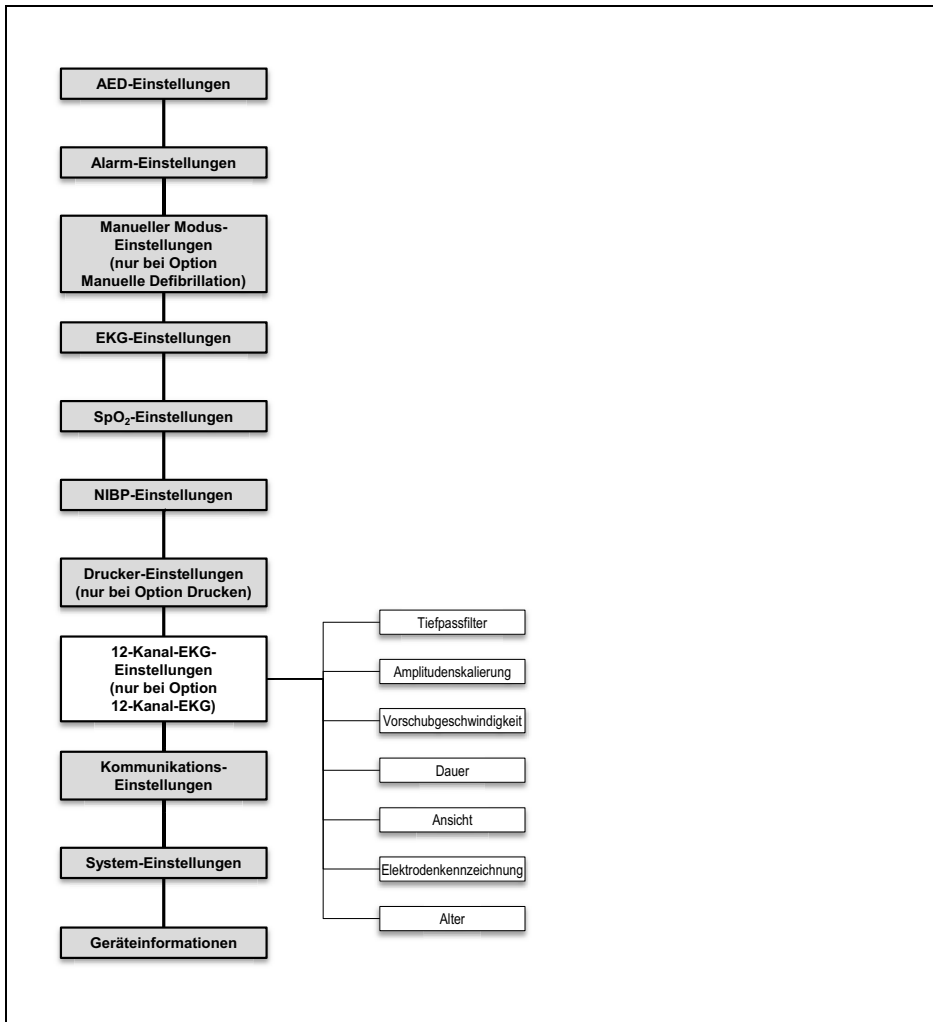 AED-Einstellungen
Alarm-Einstellungen
Manueller Modus-
Einstellungen
(nur bei Option
Manuelle Defibrillation)
EKG-Einstellungen
SpO₂-Einstellungen
NIBP-Einstellungen
Drucker-Einstellungen
(nur bei Option Drucken)
12-Kanal-EKG-
Einstellungen
(nur bei Option
12-Kanal-EKG)
Tiefpassfilter
Amplitudenskalierung
Vorschubgeschwindigkeit
Dauer
Ansicht
Elektrodenkennzeichnung
Alter
Kommunikations-
Einstellungen
System-Einstellungen
Geräteinformationen